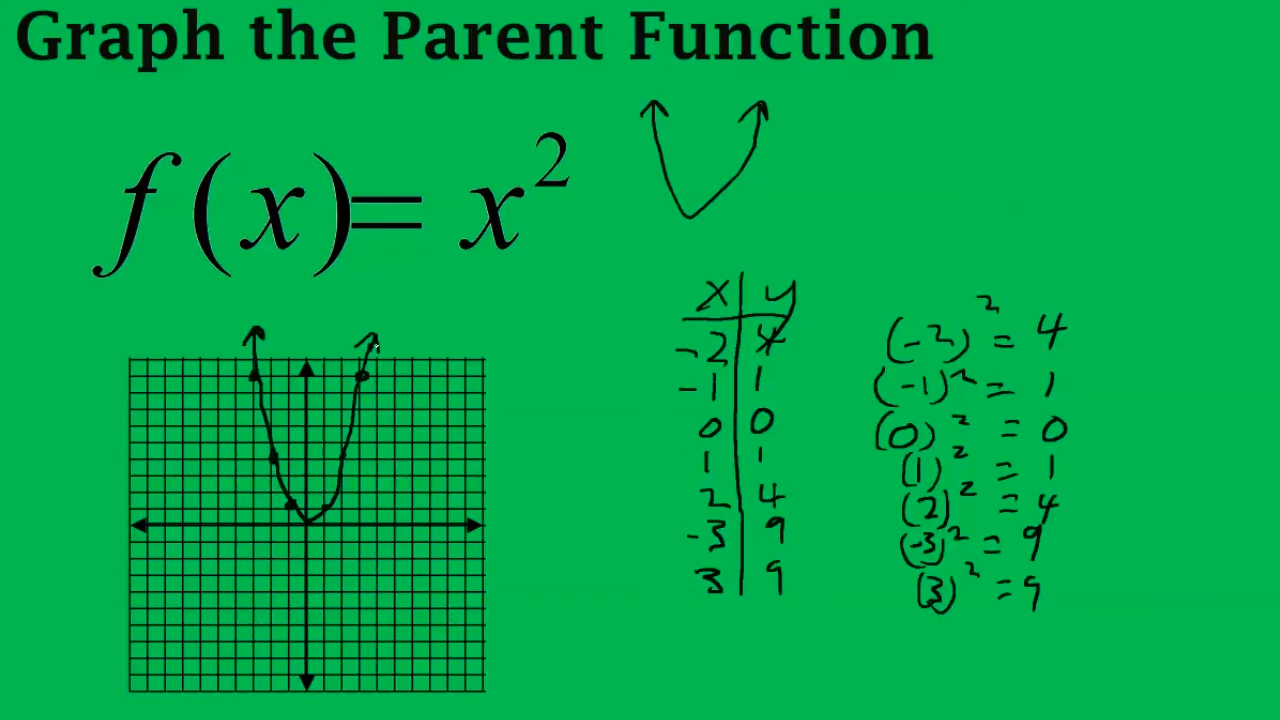 Graph the Parent Function
f(x)= x²
x y
-2 4
-1 1
0 0
1 1
2 4
-3 9
3 9
(-2)² = 4
(-1)² = 1
(0)² = 0
(1)² = 1
(2)² = 4
(-3)² = 9
(3)² = 9